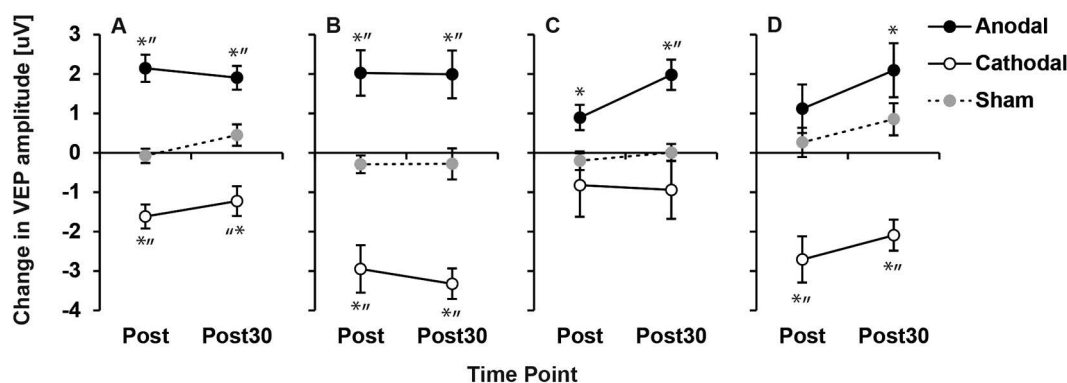 Change in VEP amplitude [uV]
3
2
1
0
-1
-2
-3
-4
A
*″
*″
*″
“*
Post Post30
B
*″
*″
*″
*″
Post Post30
C
*
*″
Post Post30
D
*
*″
*″
Post Post30
Anodal
Cathodal
Sham
Time Point